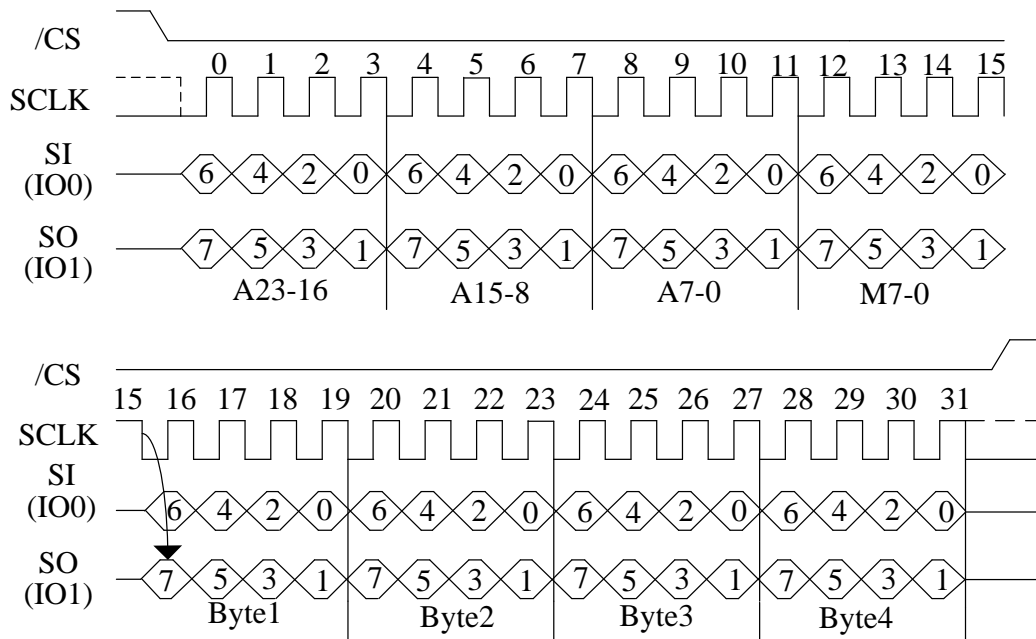 /CS
0 1 2 3 4 5 6 7 8 9 10 11 12 13 14 15
SCLK
SI
(IO0)
6 4 2 0 6 4 2 0 6 4 2 0 6 4 2 0
SO
(IO1)
7 5 3 1 7 5 3 1 7 5 3 1 7 5 3 1
A23-16 A15-8 A7-0 M7-0
/CS
15 16 17 18 19 20 21 22 23 24 25 26 27 28 29 30 31
SCLK
SI
(IO0)
6 4 2 0 6 4 2 0 6 4 2 0 6 4 2 0
SO
(IO1)
7 5 3 1 7 5 3 1 7 5 3 1 7 5 3 1
Byte1 Byte2 Byte3 Byte4